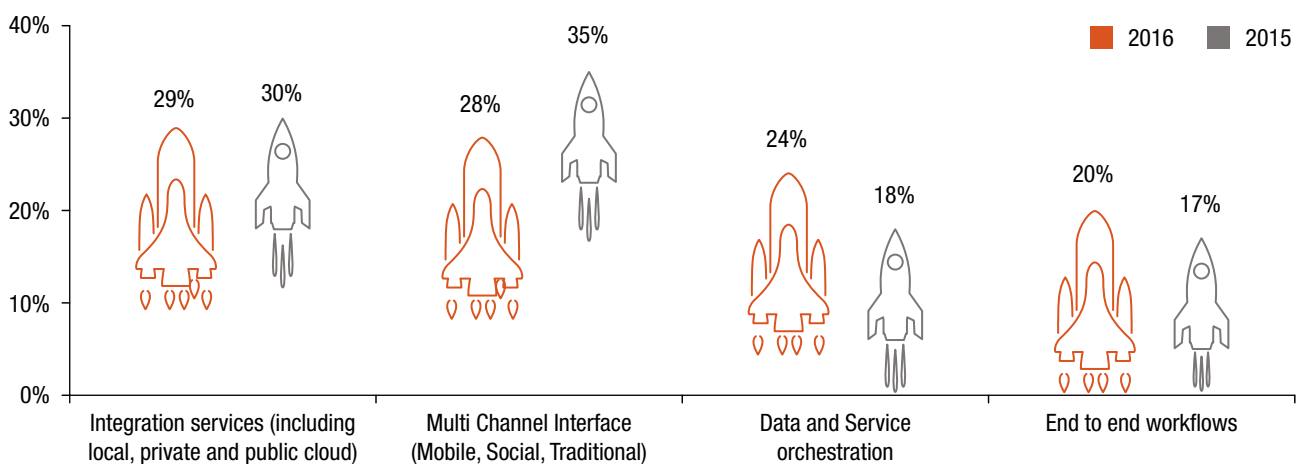 40%
30%
20%
10%
0%
2016
2015
29%
30%
28%
35%
24%
18%
20%
17%
Integration services (including
local, private and public cloud)
Multi Channel Interface
(Mobile, Social, Traditional)
Data and Service
orchestration
End to end workflows